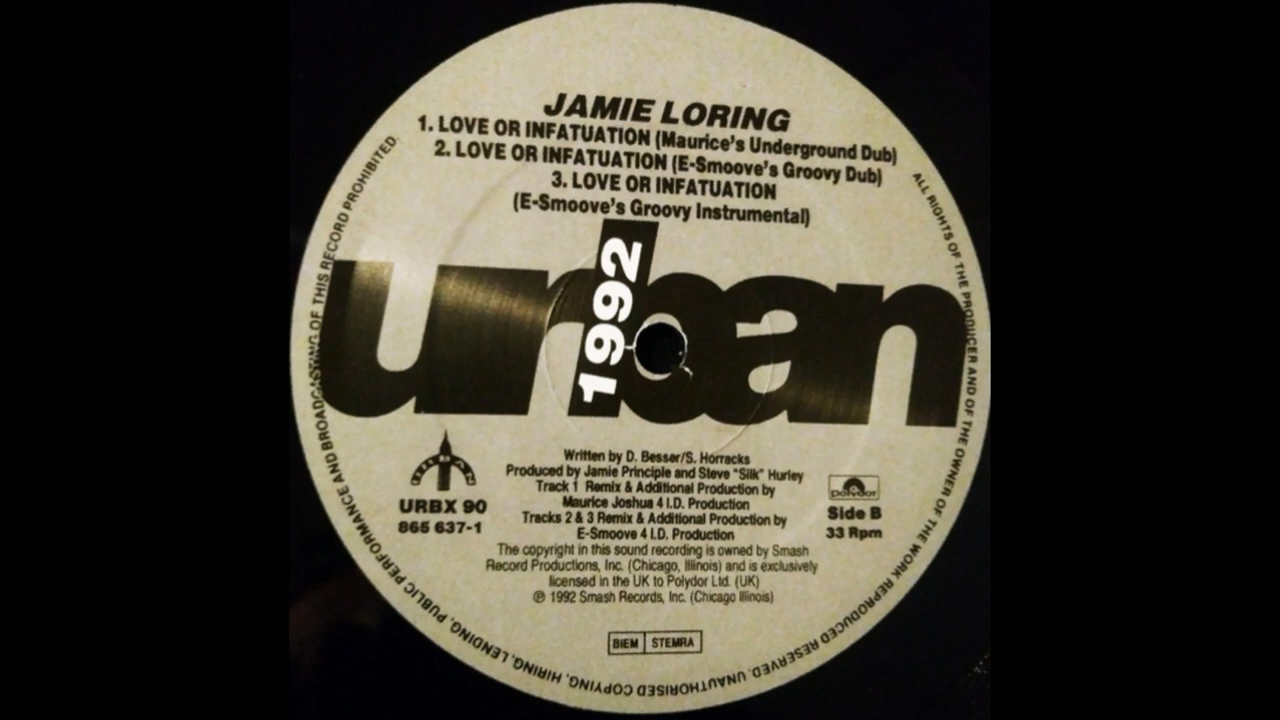 JAMIE LORING
1. LOVE OR INFATUATION (Maurice's Underground Dub)
2. LOVE OR INFATUATION (E-Smoove's Groovy Dub)
3. LOVE OR INFATUATION
(E-Smoove's Groovy Instrumental)
urban
1992
URBAN
URBX 90
865 637-1
Written by D. Besser/S. Horracks
Produced by Jamie Principle and Steve "Silk" Hurley
Track 1 Remix & Additional Production by
Maurice Joshua 4 I.D. Production
Tracks 2 & 3 Remix & Additional Production by
E-Smoove 4 I.D. Production
The copyright in this sound recording is owned by Smash
Record Productions, Inc. (Chicago, Illinois) and is exclusively
licensed in the UK to Polydor Ltd. (UK)
℗ 1992 Smash Records, Inc. (Chicago Illinois)
polydor
Side B
33 Rpm
BIEM STEMRA
ALL RIGHTS OF THE PRODUCER AND OF THE OWNER OF THE WORK REPRODUCED RESERVED. UNAUTHORISED COPYING, HIRING, LENDING, PUBLIC PERFORMANCE AND BROADCASTING OF THIS RECORD PROHIBITED.